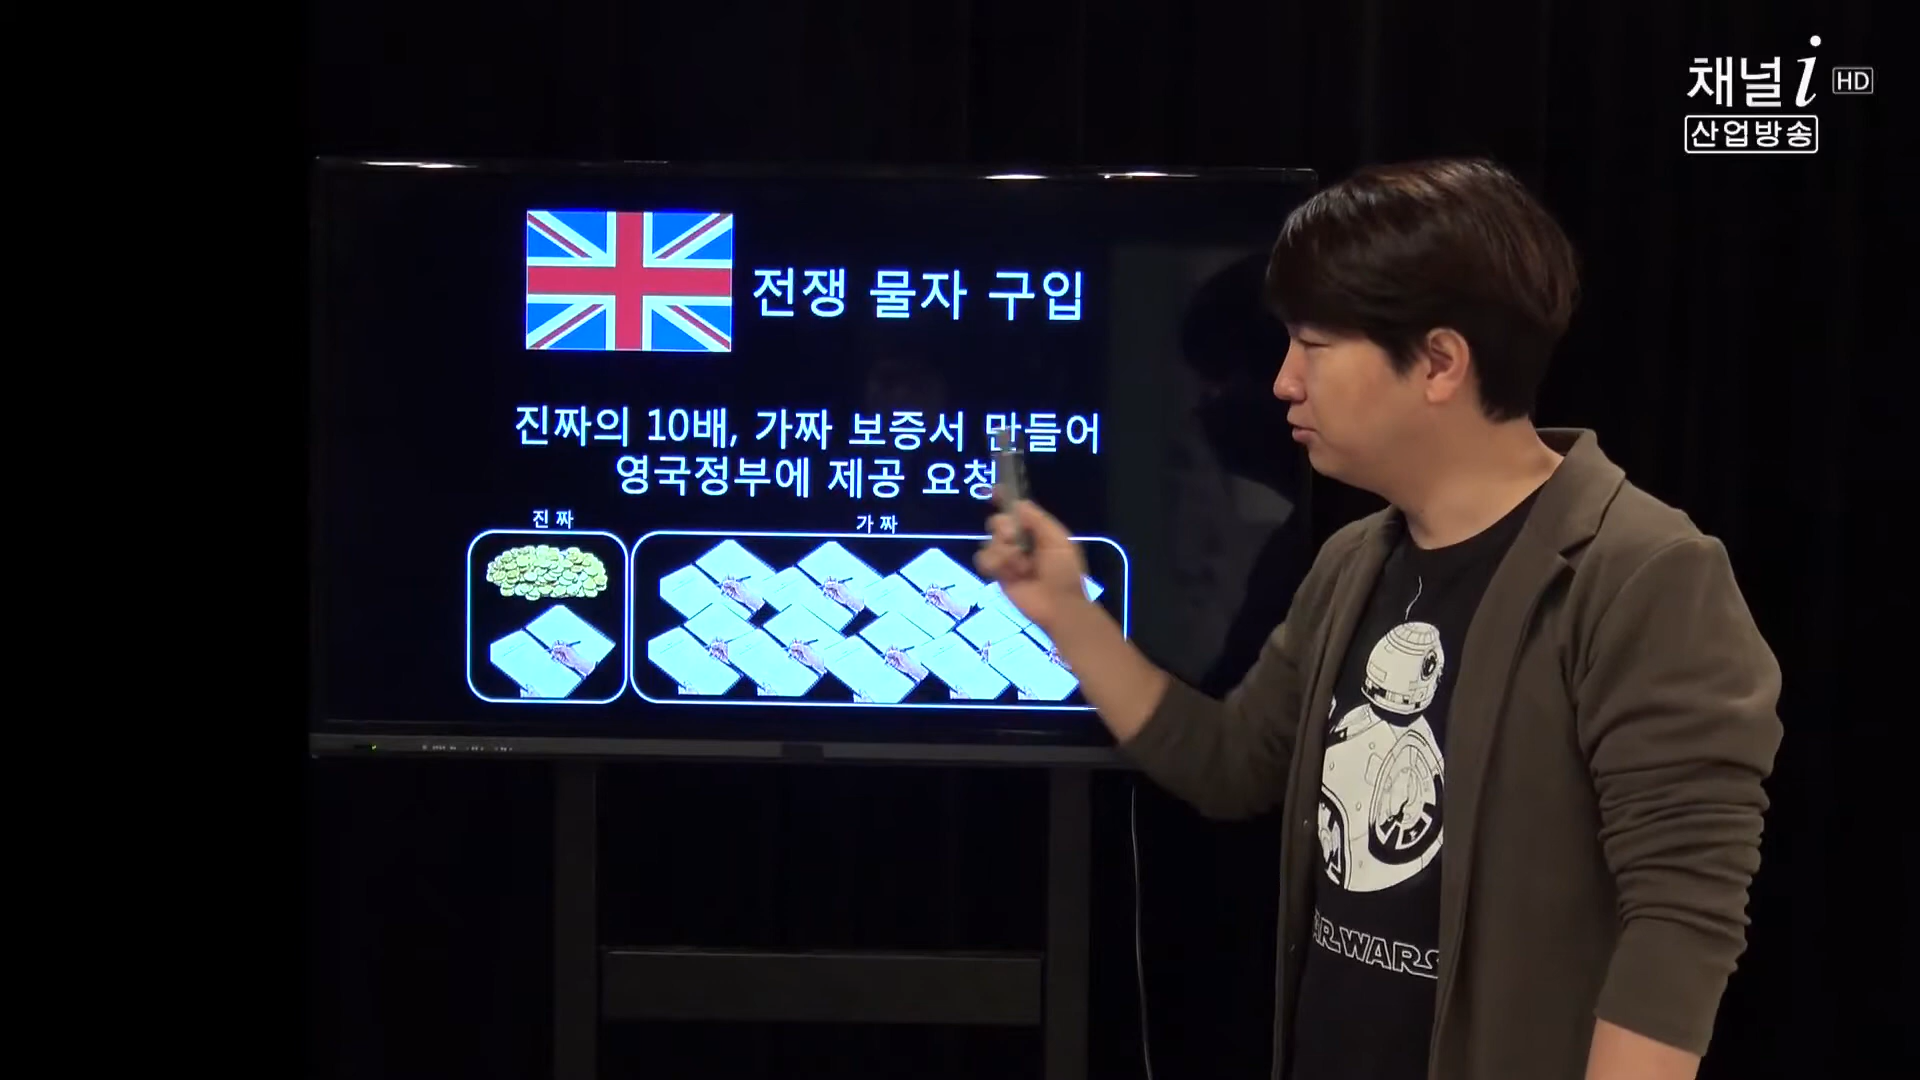 채널i HD
산업방송
전쟁 물자 구입
진짜의 10배, 가짜 보증서 만들어
영국정부에 제공 요청
진 짜
가 짜
AR.WARS